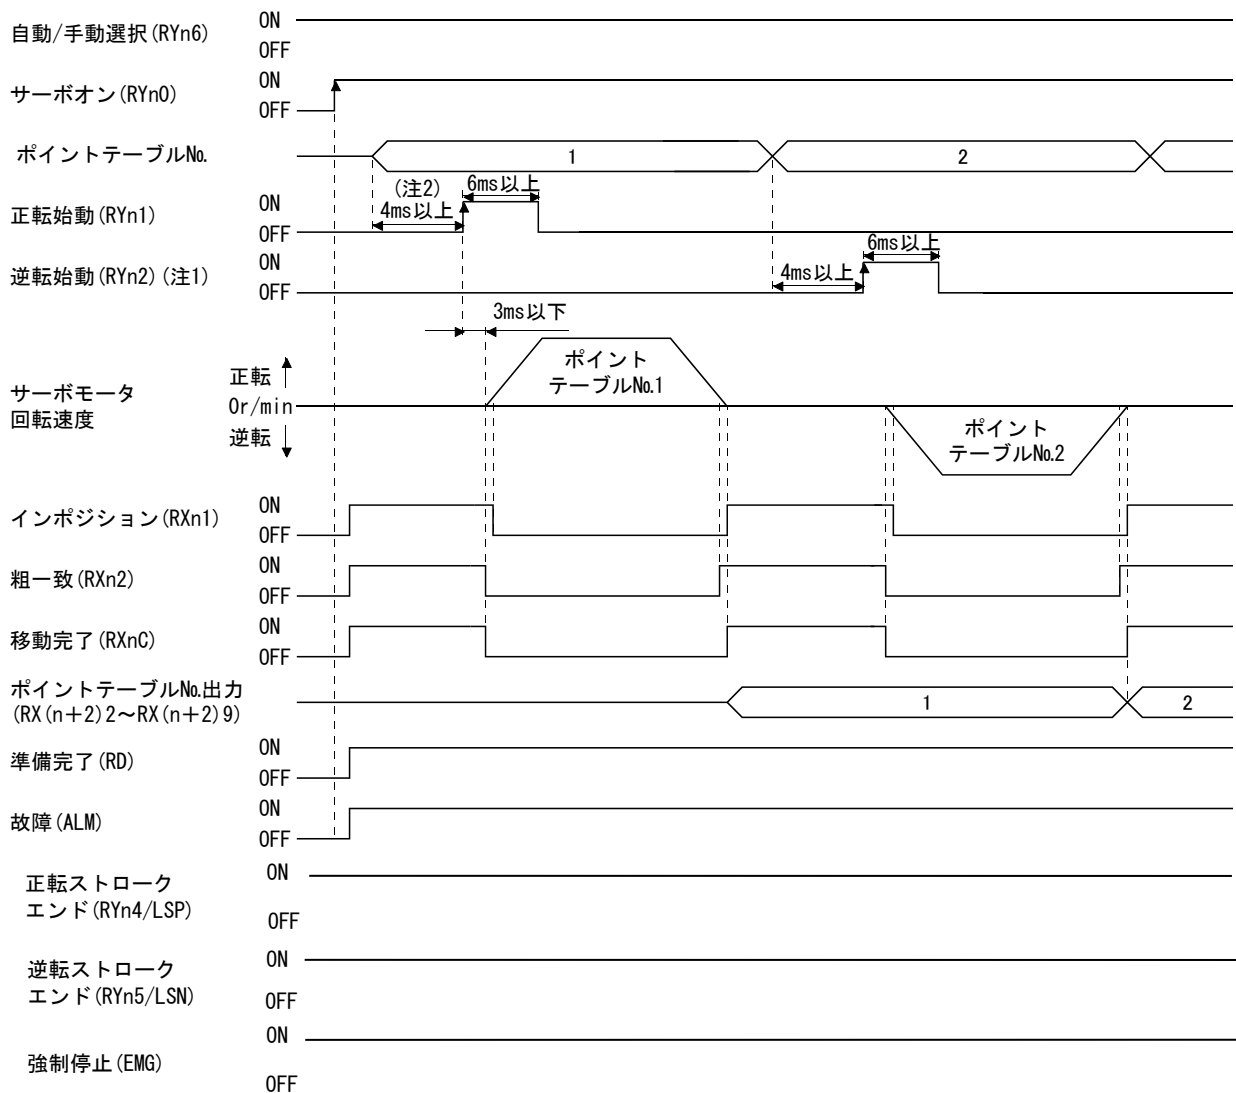 自動/手動選択(RYn6)
ON
OFF
サーボオン(RYn0)
ON
OFF
ポイントテーブル№.
1
2
正転始動(RYn1)
ON
OFF
(注2)
4ms以上
6ms以上
逆転始動(RYn2)(注1)
ON
OFF
4ms以上
6ms以上
3ms以下
サーボモータ
回転速度
正転
0r/min
逆転
ポイント
テーブル№1
ポイント
テーブル№2
インポジション(RXn1)
ON
OFF
粗一致(RXn2)
ON
OFF
移動完了(RXnC)
ON
OFF
ポイントテーブル№出力
(RX(n+2)2～RX(n+2)9)
1
2
準備完了(RD)
ON
OFF
故障(ALM)
ON
OFF
正転ストローク
エンド(RYn4/LSP)
ON
OFF
逆転ストローク
エンド(RYn5/LSN)
ON
OFF
強制停止(EMG)
ON
OFF